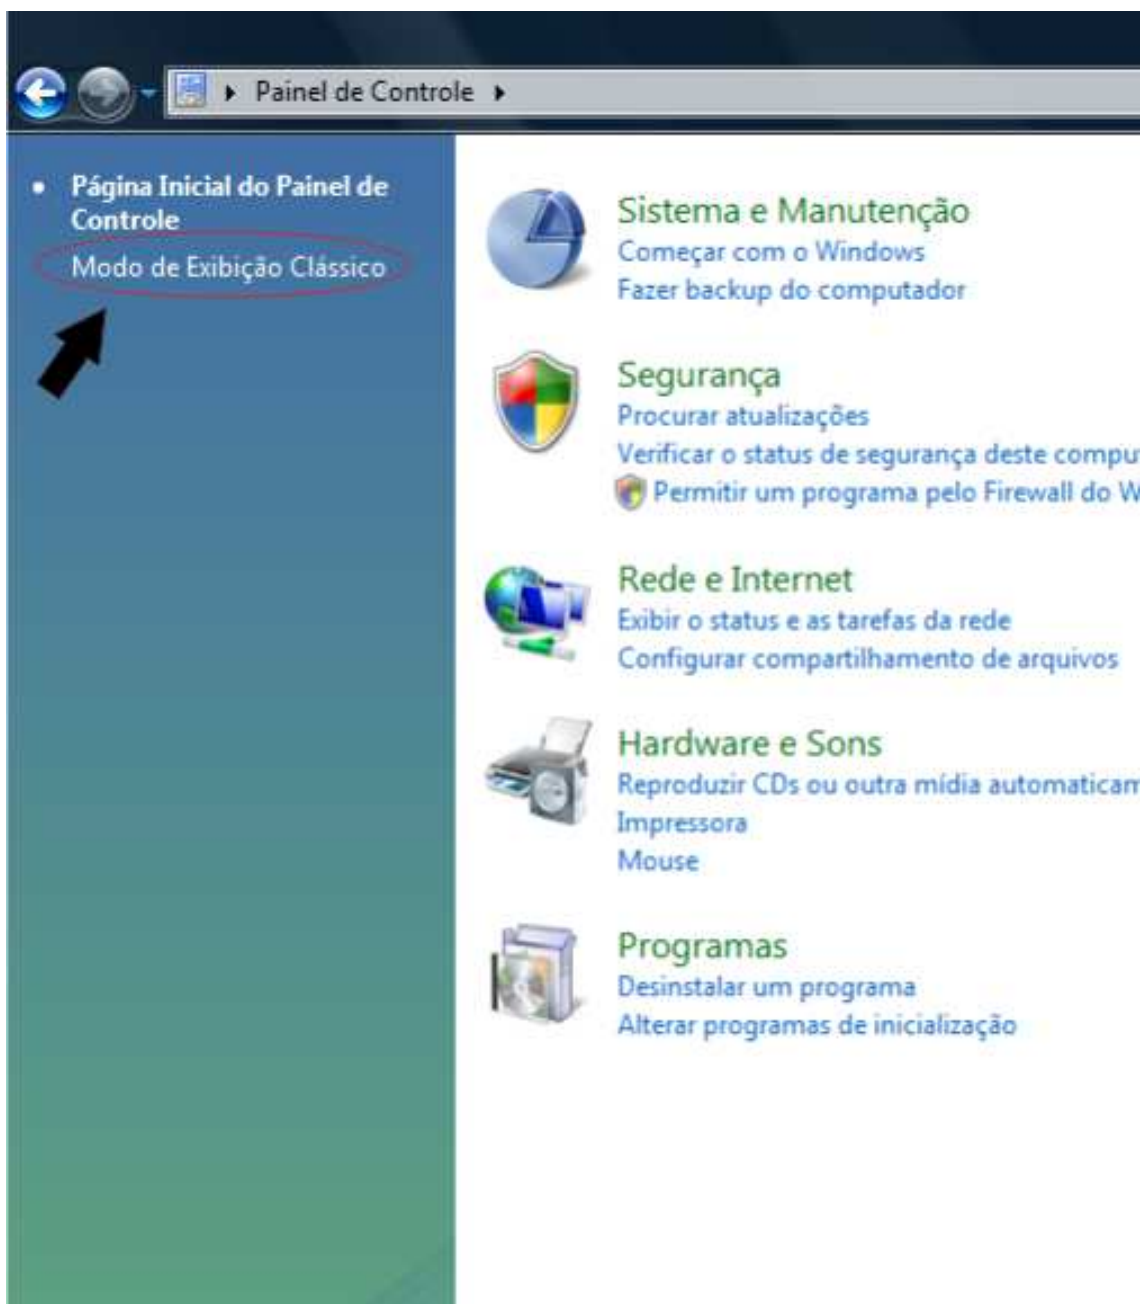 Painel de Controle
Página Inicial do Painel de
Controle
Modo de Exibição Clássico
Sistema e Manutenção
Começar com o Windows
Fazer backup do computador
Segurança
Procurar atualizações
Verificar o status de segurança deste compu
Permitir um programa pelo Firewall do W
Rede e Internet
Exibir o status e as tarefas da rede
Configurar compartilhamento de arquivos
Hardware e Sons
Reproduzir CDs ou outra mídia automaticam
Impressora
Mouse
Programas
Desinstalar um programa
Alterar programas de inicialização